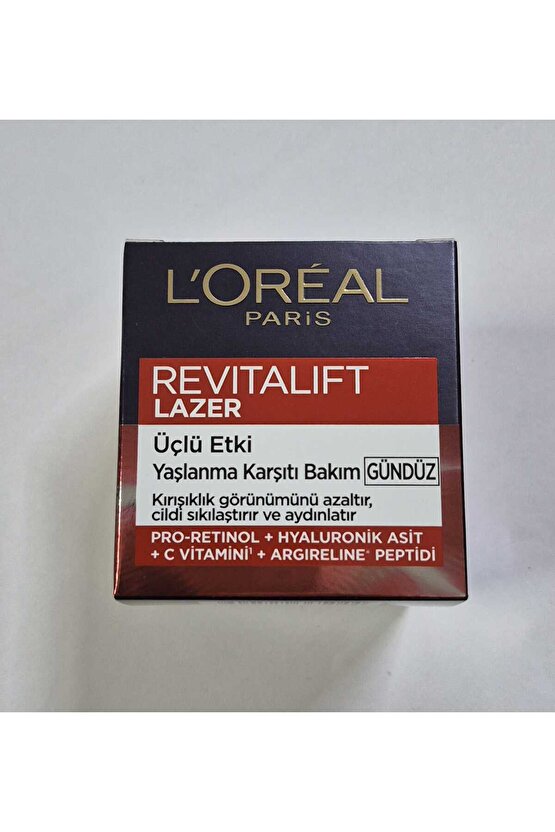 L'ORÉAL
PARiS
REVITALIFT
LAZER
Üçlü Etki
Yaşlanma Karşıtı Bakım GÜNDÜZ
Kırışıklık görünümünü azaltır,
cildi sıkılaştırır ve aydınlatır
PRO-RETINOL + HYALURONİK ASİT
+ C VİTAMİNİ¹ + ARGIRELINE* PEPTİDİ